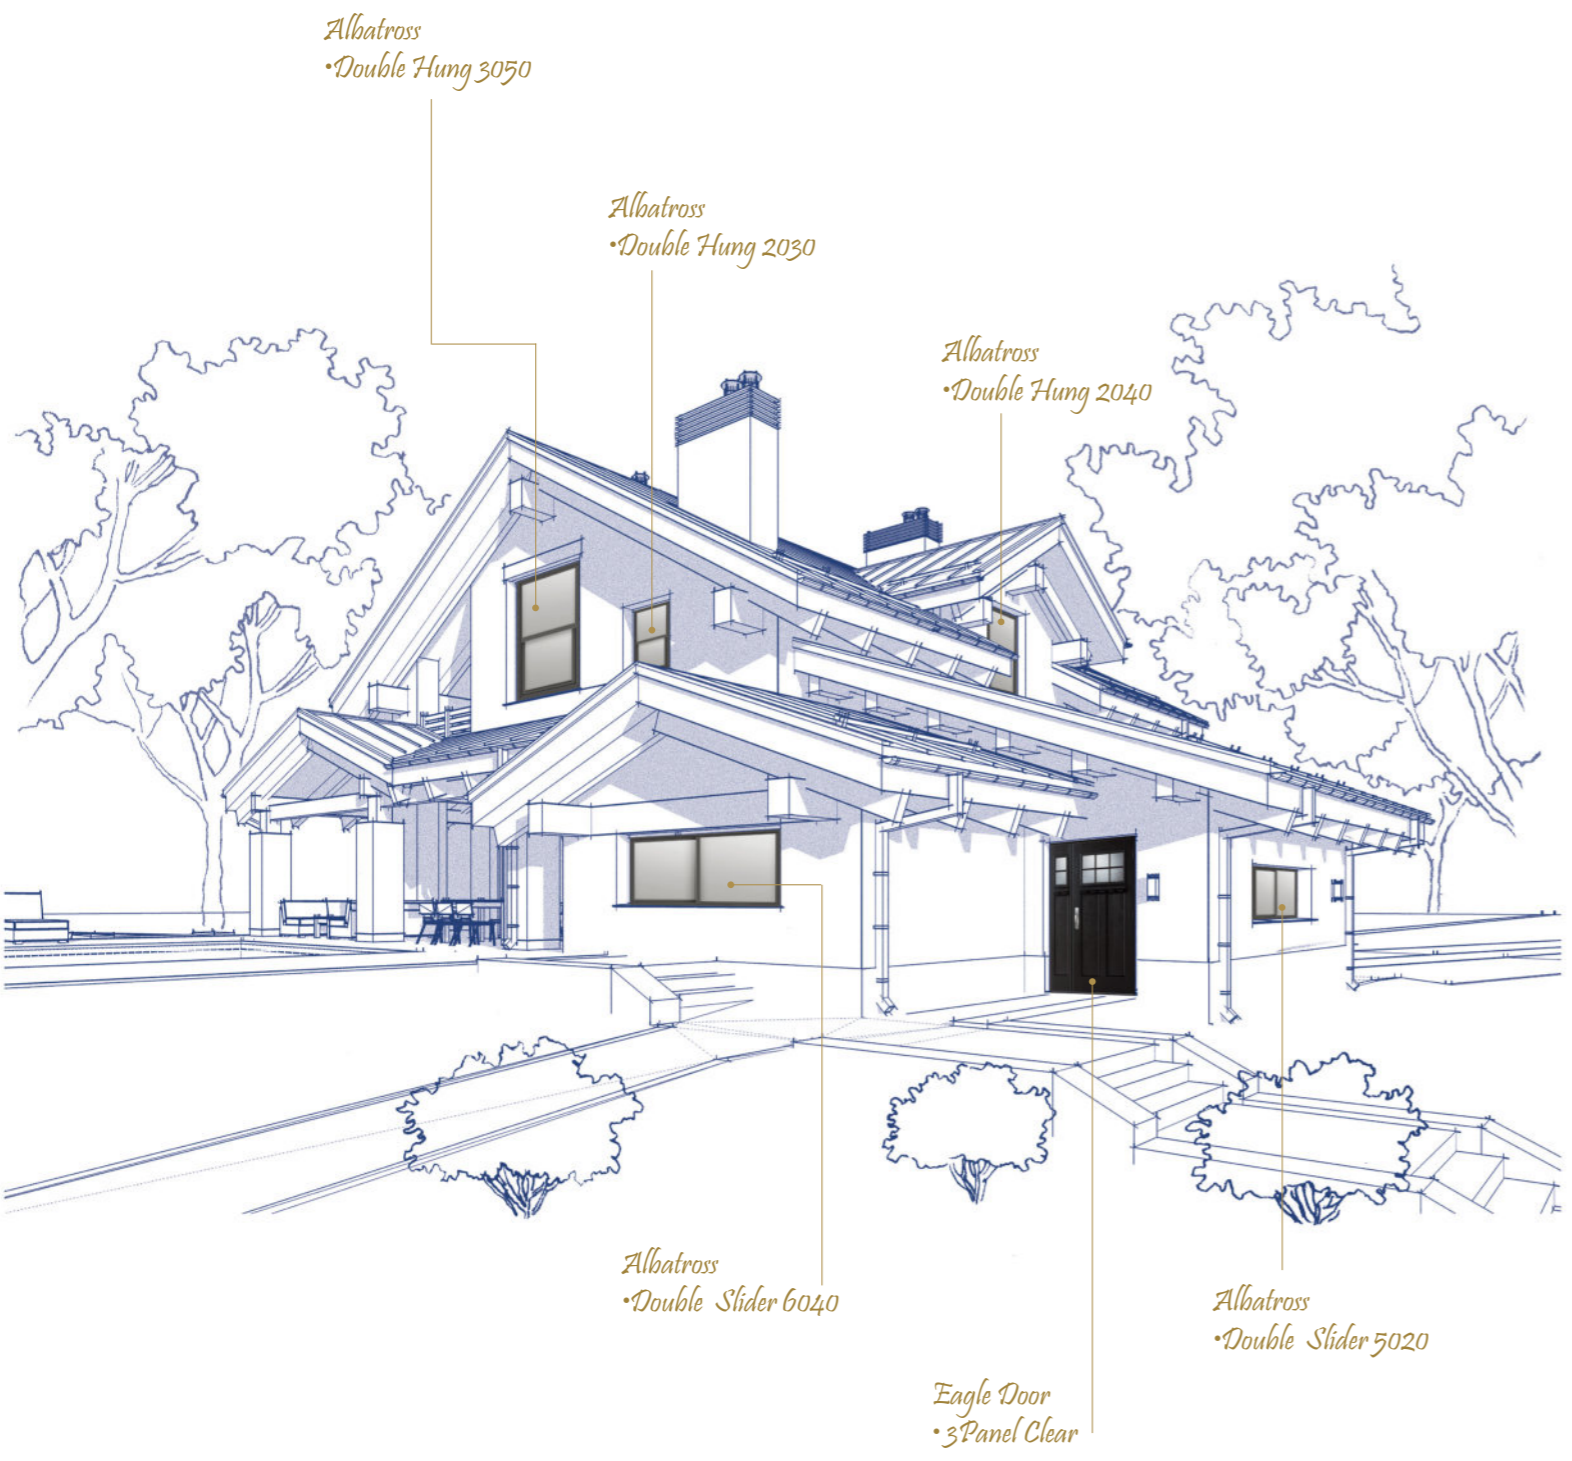 Albatross
•Double Hung 3050
Albatross
•Double Hung 2030
Albatross
•Double Hung 2040
Albatross
•Double Slider 6040
Albatross
•Double Slider 5020
Eagle Door
•3Panel Clear